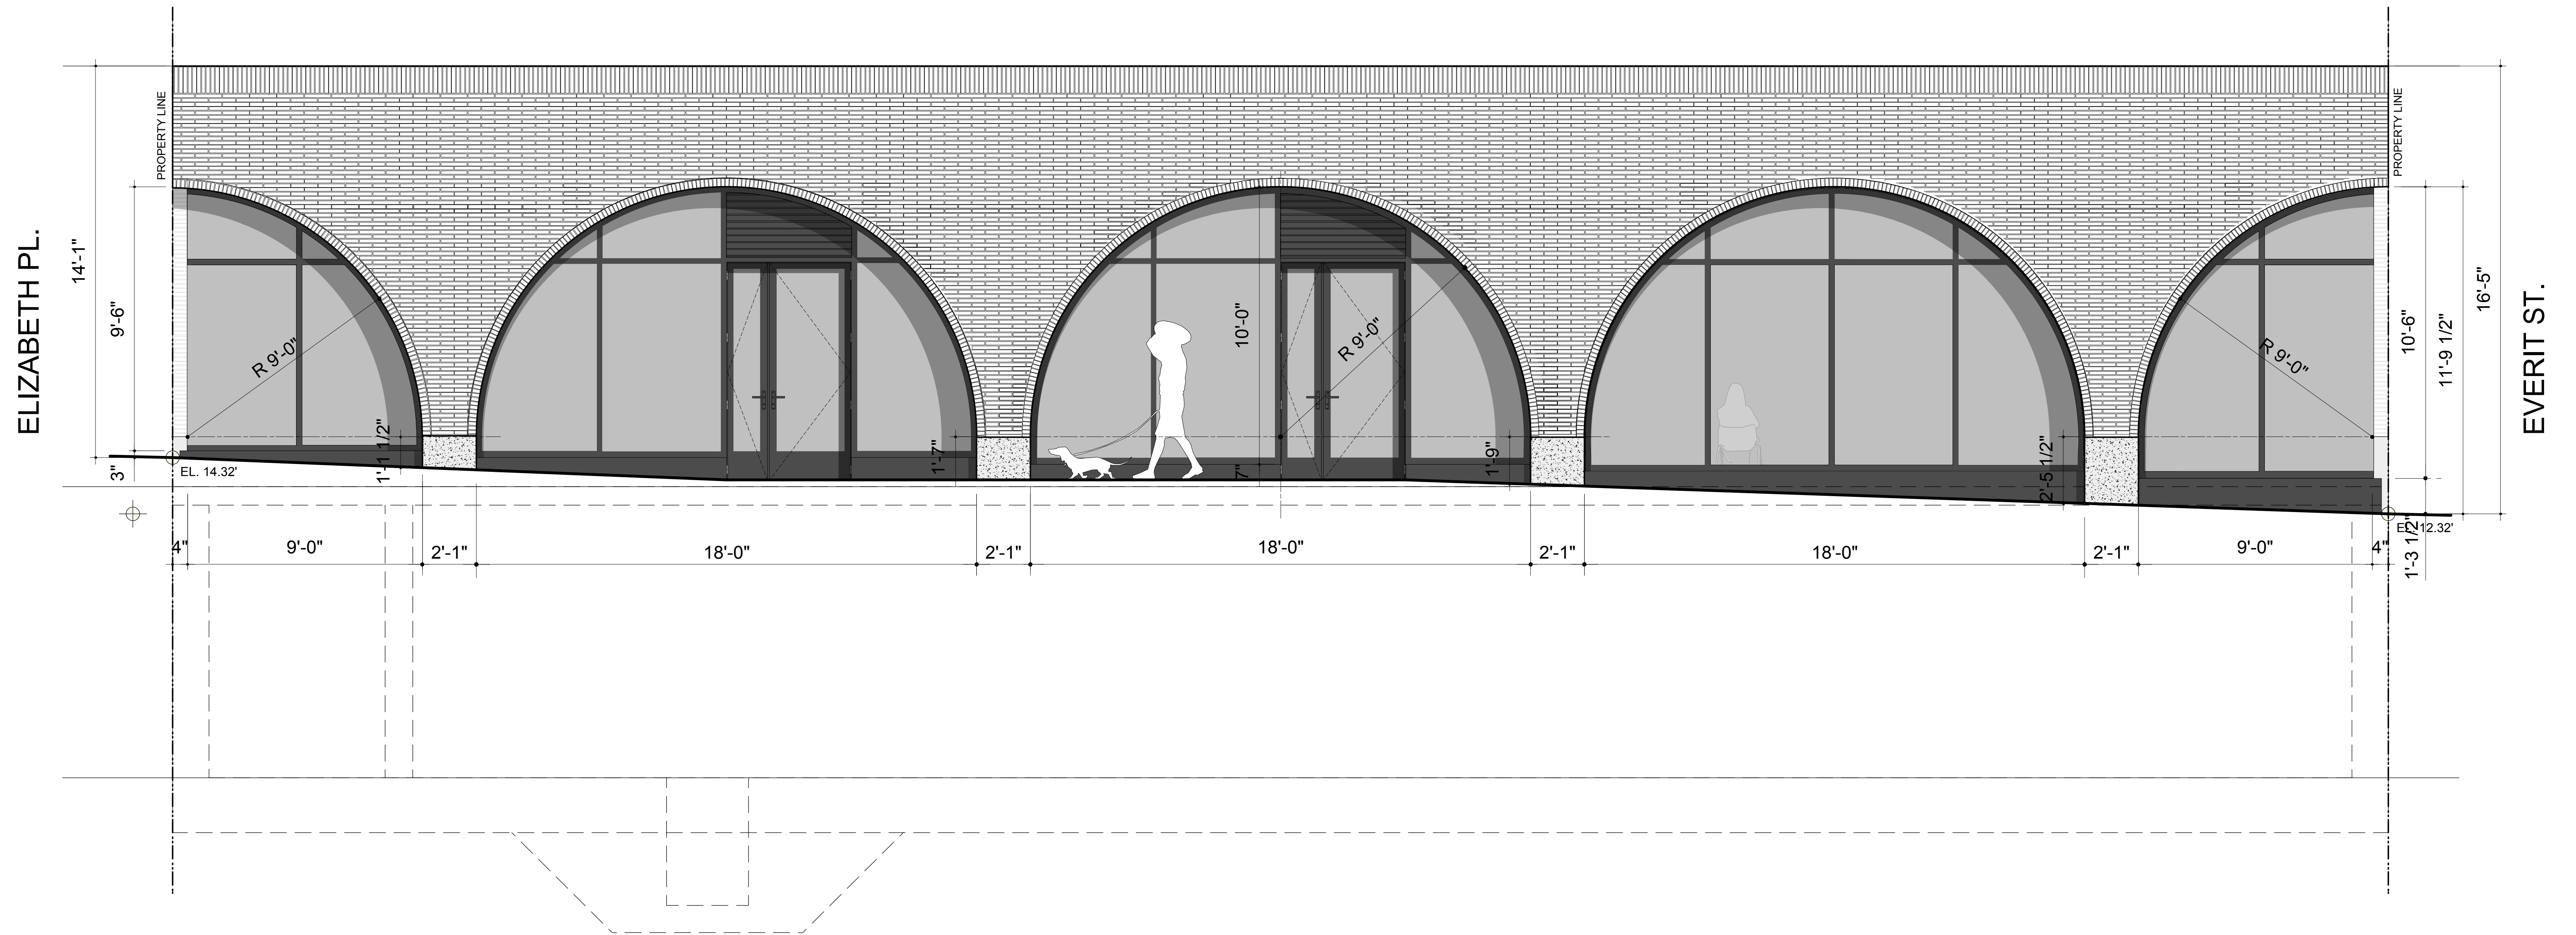 ELIZABETH PL.
14'-1"
9'-6"
3"
PROPERTY LINE
EL. 14.32'
R 9'-0"
1'-1 1/2"
1'-7"
10'-0"
7"
R 9'-0"
1'-9"
2'-5 1/2"
R 9'-0"
PROPERTY LINE
10'-6"
11'-9 1/2"
16'-5"
EVERIT ST.
EL. 12.32'
1'-3 1/2"
4"
9'-0"
2'-1"
18'-0"
2'-1"
18'-0"
2'-1"
18'-0"
2'-1"
9'-0"
4"